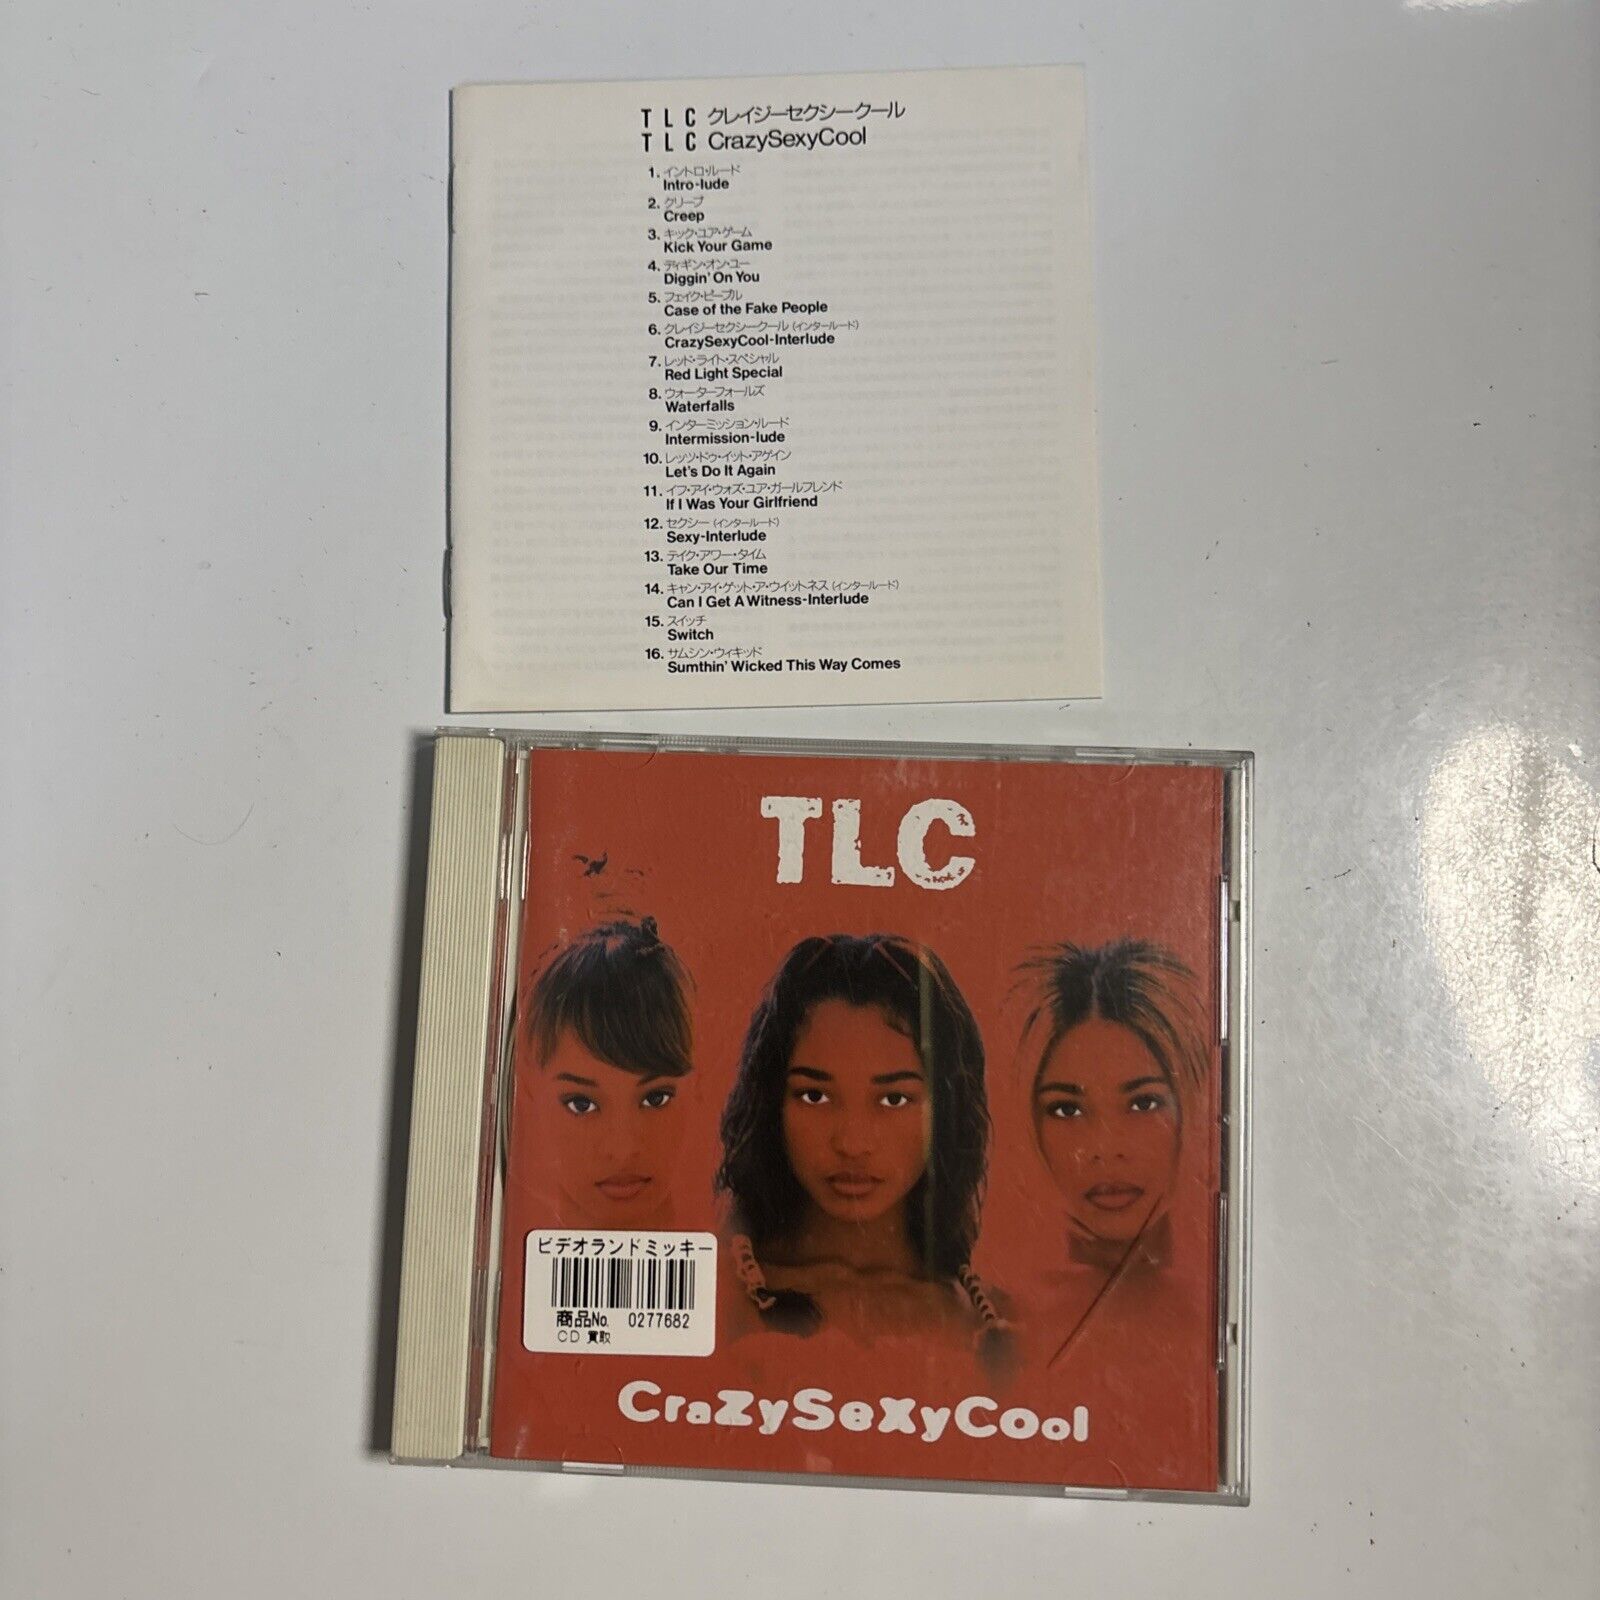 TLC クレイジーセクシークール
TLC CrazySexyCool
1. イントロ・ルード
Intro-lude
2. クリープ
Creep
3. キック・ユア・ゲーム
Kick Your Game
4. ディギン・オン・ユー
Diggin' On You
5. フェイク・ピープル
Case of the Fake People
6. クレイジーセクシークール (インタールード)
CrazySexyCool-Interlude
7. レッド・ライト・スペシャル
Red Light Special
8. ウォーターフォールズ
Waterfalls
9. インターミッション・ルード
Intermission-lude
10. レッツ・ドゥ・イット・アゲイン
Let's Do It Again
11. イフ・アイ・ウォズ・ユア・ガールフレンド
If I Was Your Girlfriend
12. セクシー (インタールード)
Sexy-Interlude
13. テイク・アワー・タイム
Take Our Time
14. キャン・アイ・ゲット・ア・ウイットネス (インタールード)
Can I Get A Witness-Interlude
15. スイッチ
Switch
16. サムシン・ウィキッド
Sumthin' Wicked This Way Comes
TLC
ビデオランドミッキー
商品No. 0277682
CD 買取
CraZySeXyCool